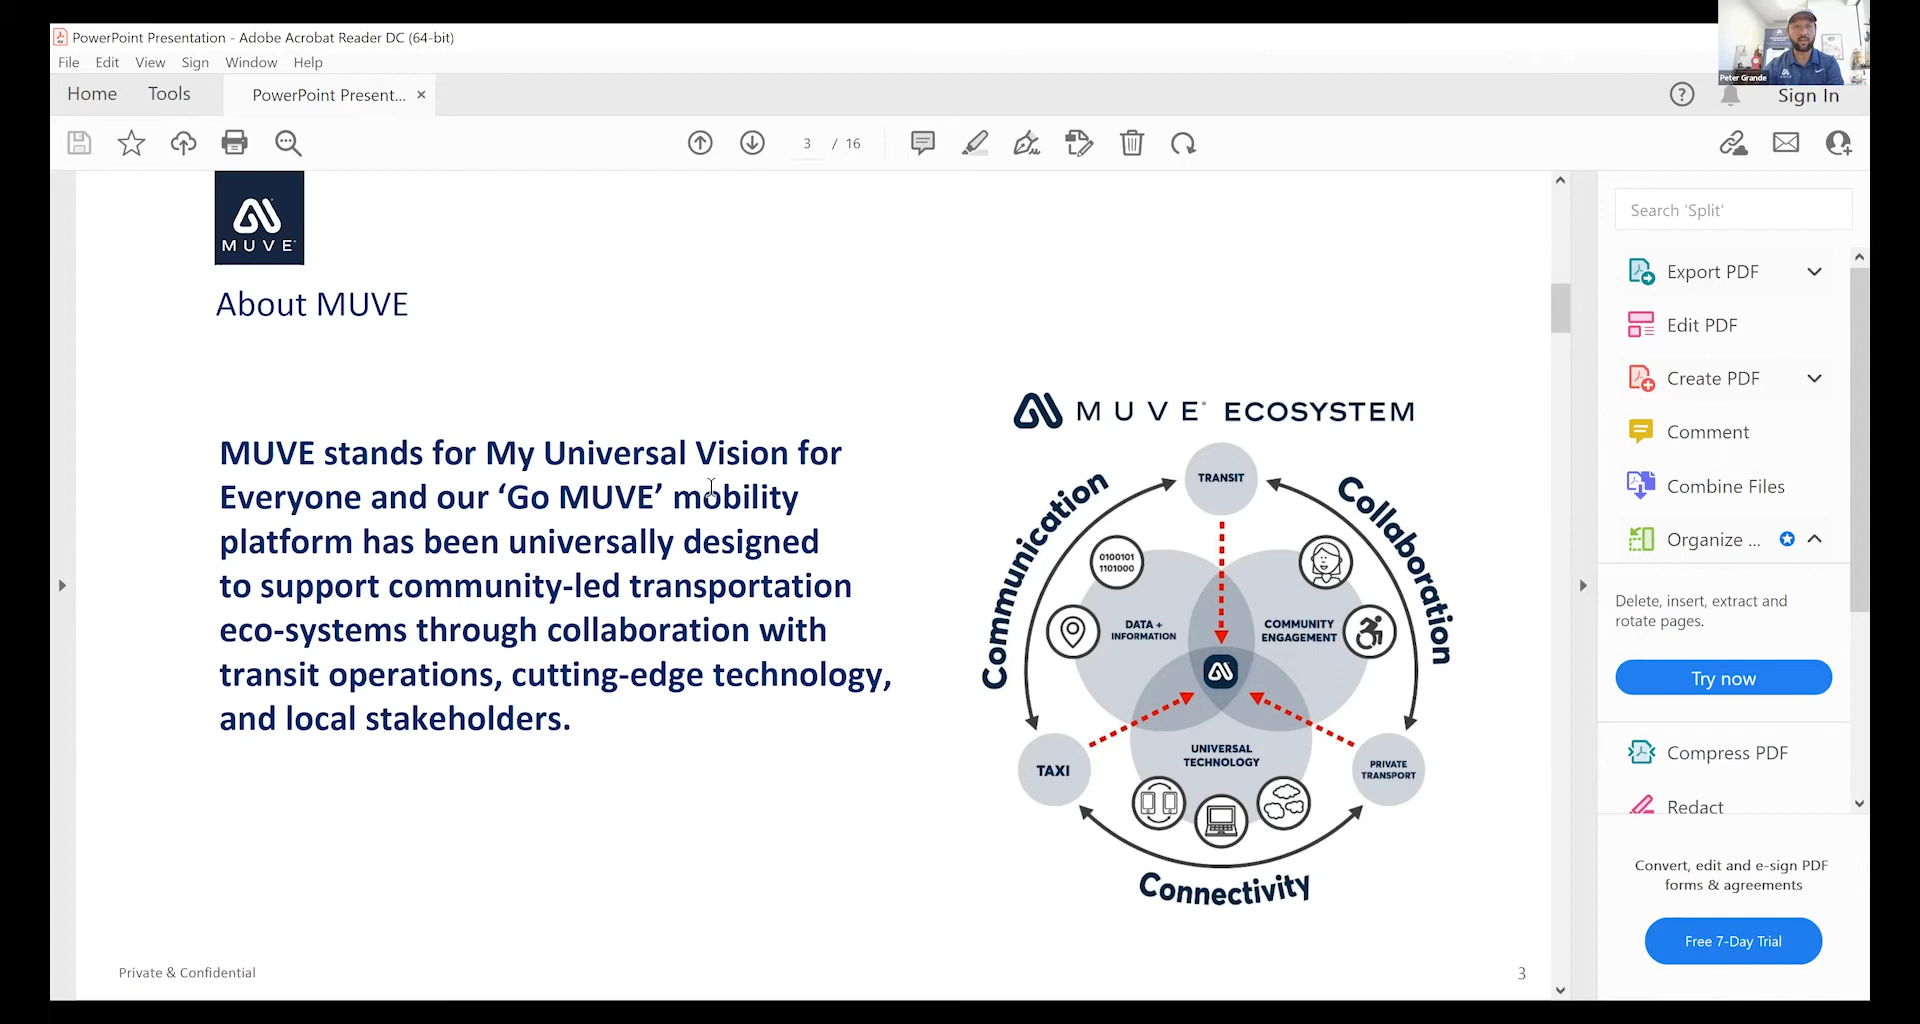 PowerPoint Presentation - Adobe Acrobat Reader DC (64-bit)
File Edit View Sign Window Help
Peter Grande
Home Tools PowerPoint Present... ×
? Sign In
3 / 16
MUVE
About MUVE
Search 'Split'
Export PDF
Edit PDF
Create PDF
Comment
Combine Files
Organize ...
Delete, insert, extract and
rotate pages.
Try now
Compress PDF
Redact
Convert, edit and e-sign PDF
forms & agreements
Free 7-Day Trial
MUVE stands for My Universal Vision for
Everyone and our ‘Go MUVE’ mobility
platform has been universally designed
to support community-led transportation
eco-systems through collaboration with
transit operations, cutting-edge technology,
and local stakeholders.
MUVE ECOSYSTEM
TRANSIT
Communication
Collaboration
0100101
1101000
DATA +
INFORMATION
COMMUNITY
ENGAGEMENT
UNIVERSAL
TECHNOLOGY
TAXI
PRIVATE
TRANSPORT
Connectivity
Private & Confidential
3